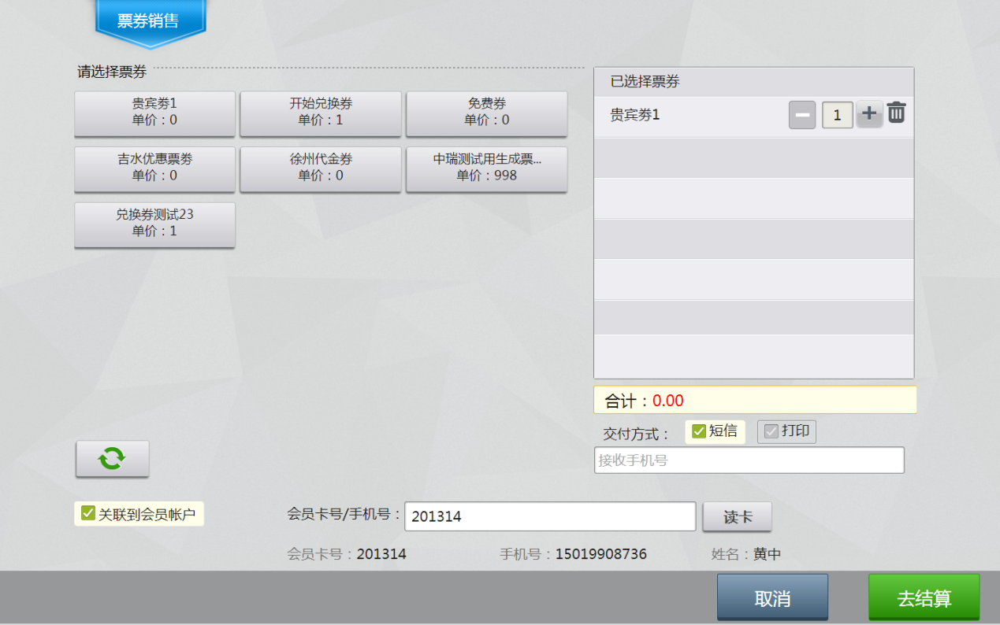 票券销售
请选择票券
贵宾券1
单价：0
开始兑换券
单价：1
免费券
单价：0
吉水优惠票券
单价：0
徐州代金券
单价：0
中瑞测试用生成票...
单价：998
兑换券测试23
单价：1
已选择票券
贵宾券1
1
合计：0.00
交付方式：
短信
打印
接收手机号
关联到会员帐户
会员卡号/手机号：
201314
读卡
会员卡号：201314
手机号：15019908736
姓名：黄中
取消
去结算